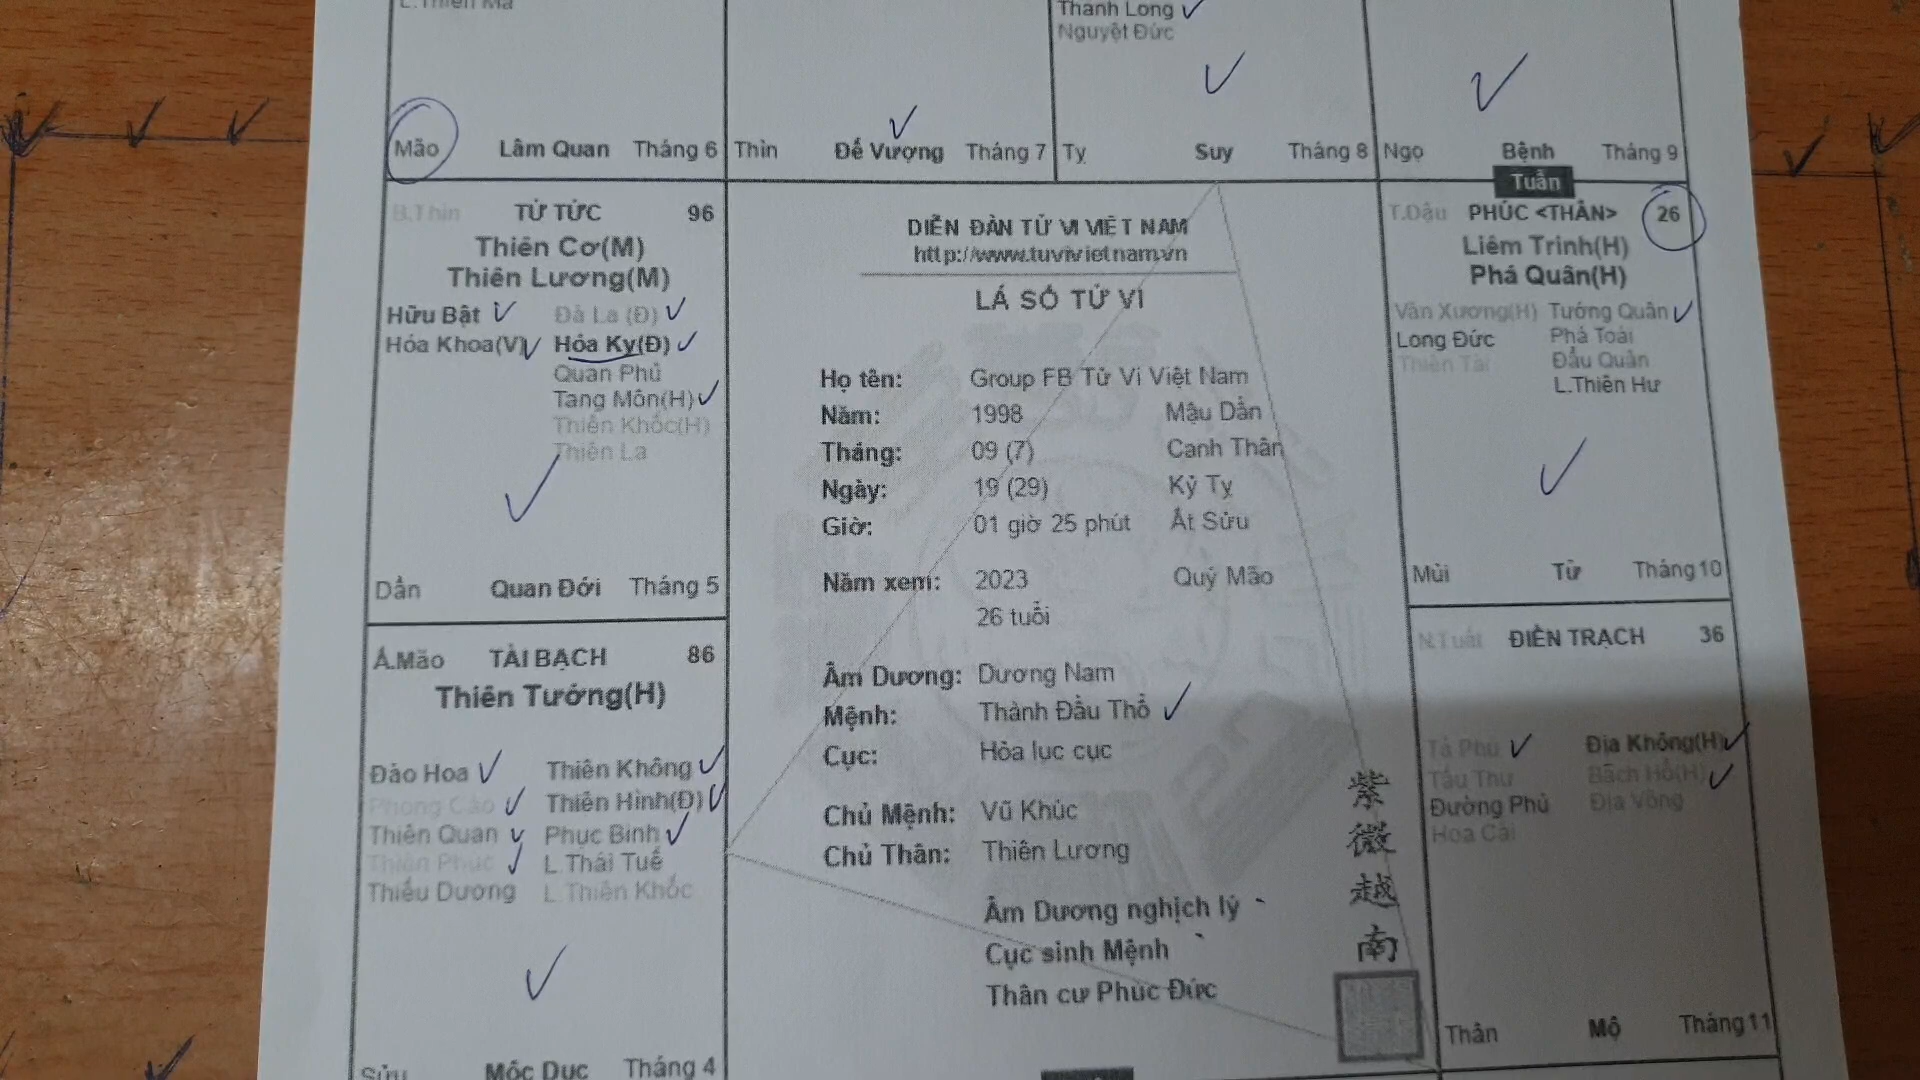 L.Thiên Mã
Thanh Long
Nguyệt Đức
Mão Lâm Quan Tháng 6
Thìn Đế Vượng Tháng 7
Tỵ Suy Tháng 8
Ngọ Bệnh Tháng 9
Tuần
B.Thìn TỬ TỨC 96
Thiên Cơ(M)
Thiên Lương(M)
Hữu Bật Đà La (Đ)
Hóa Khoa(V) Hóa Kỵ(Đ)
Quan Phủ
Tang Môn(H)
Thiên Khốc(H)
Thiên La
Dần Quan Đới Tháng 5
Ấ.Mão TÀI BẠCH 86
Thiên Tướng(H)
Đào Hoa Thiên Không
Phong Cáo Thiên Hình(Đ)
Thiên Quan Phục Binh
Thiên Phúc L.Thái Tuế
Thiếu Dương L.Thiên Khốc
Sửu Mộc Dục Tháng 4
DIỄN ĐÀN TỬ VI VIỆT NAM
http://www.tuvivietnam.vn
LÁ SỐ TỬ VI
Họ tên: Group FB Tử Vi Việt Nam
Năm: 1998 Mậu Dần
Tháng: 09 (7) Canh Thân
Ngày: 19 (29) Kỷ Tỵ
Giờ: 01 giờ 25 phút Ất Sửu
Năm xem: 2023 Quý Mão
26 tuổi
Âm Dương: Dương Nam
Mệnh: Thành Đầu Thổ
Cục: Hỏa lục cục
Chủ Mệnh: Vũ Khúc
Chủ Thân: Thiên Lương
Âm Dương nghịch lý
Cục sinh Mệnh
Thân cư Phúc Đức
紫
微
越
南
T.Dậu PHÚC <THÂN> 26
Liêm Trinh(H)
Phá Quân(H)
Văn Xương(H) Tướng Quân
Long Đức Phá Toái
Thiên Tài Đẩu Quân
L.Thiên Hư
Mùi Tử Tháng 10
N.Tuất ĐIỀN TRẠCH 36
Tả Phù Địa Không(H)
Tấu Thư Bạch Hổ(H)
Đường Phù Địa Võng
Hoa Cái
Thân Mộ Tháng 11